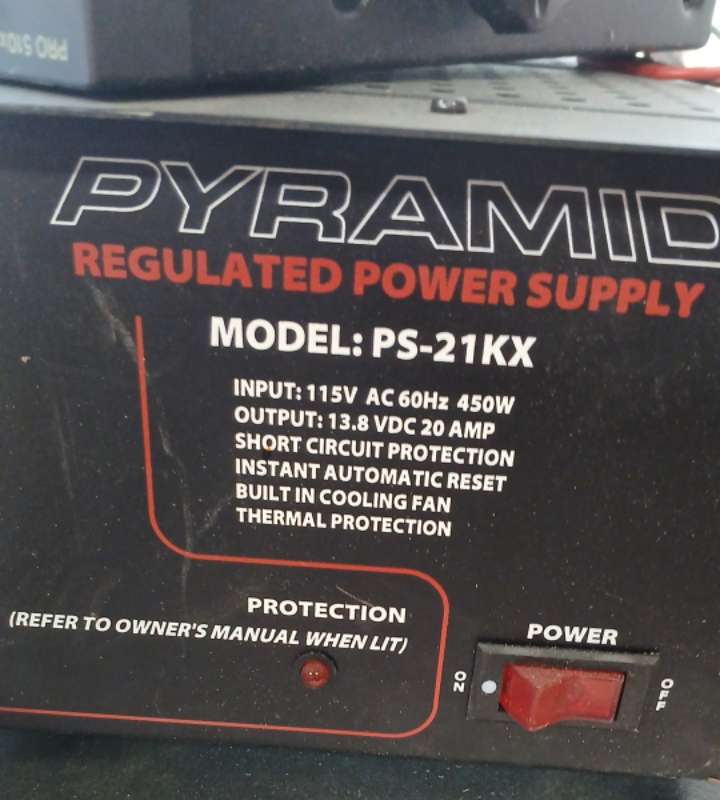 PRO 510x
PYRAMID
REGULATED POWER SUPPLY
MODEL: PS-21KX
INPUT: 115V AC 60Hz 450W
OUTPUT: 13.8 VDC 20 AMP
SHORT CIRCUIT PROTECTION
INSTANT AUTOMATIC RESET
BUILT IN COOLING FAN
THERMAL PROTECTION
PROTECTION
(REFER TO OWNER'S MANUAL WHEN LIT)
POWER
ON
OFF